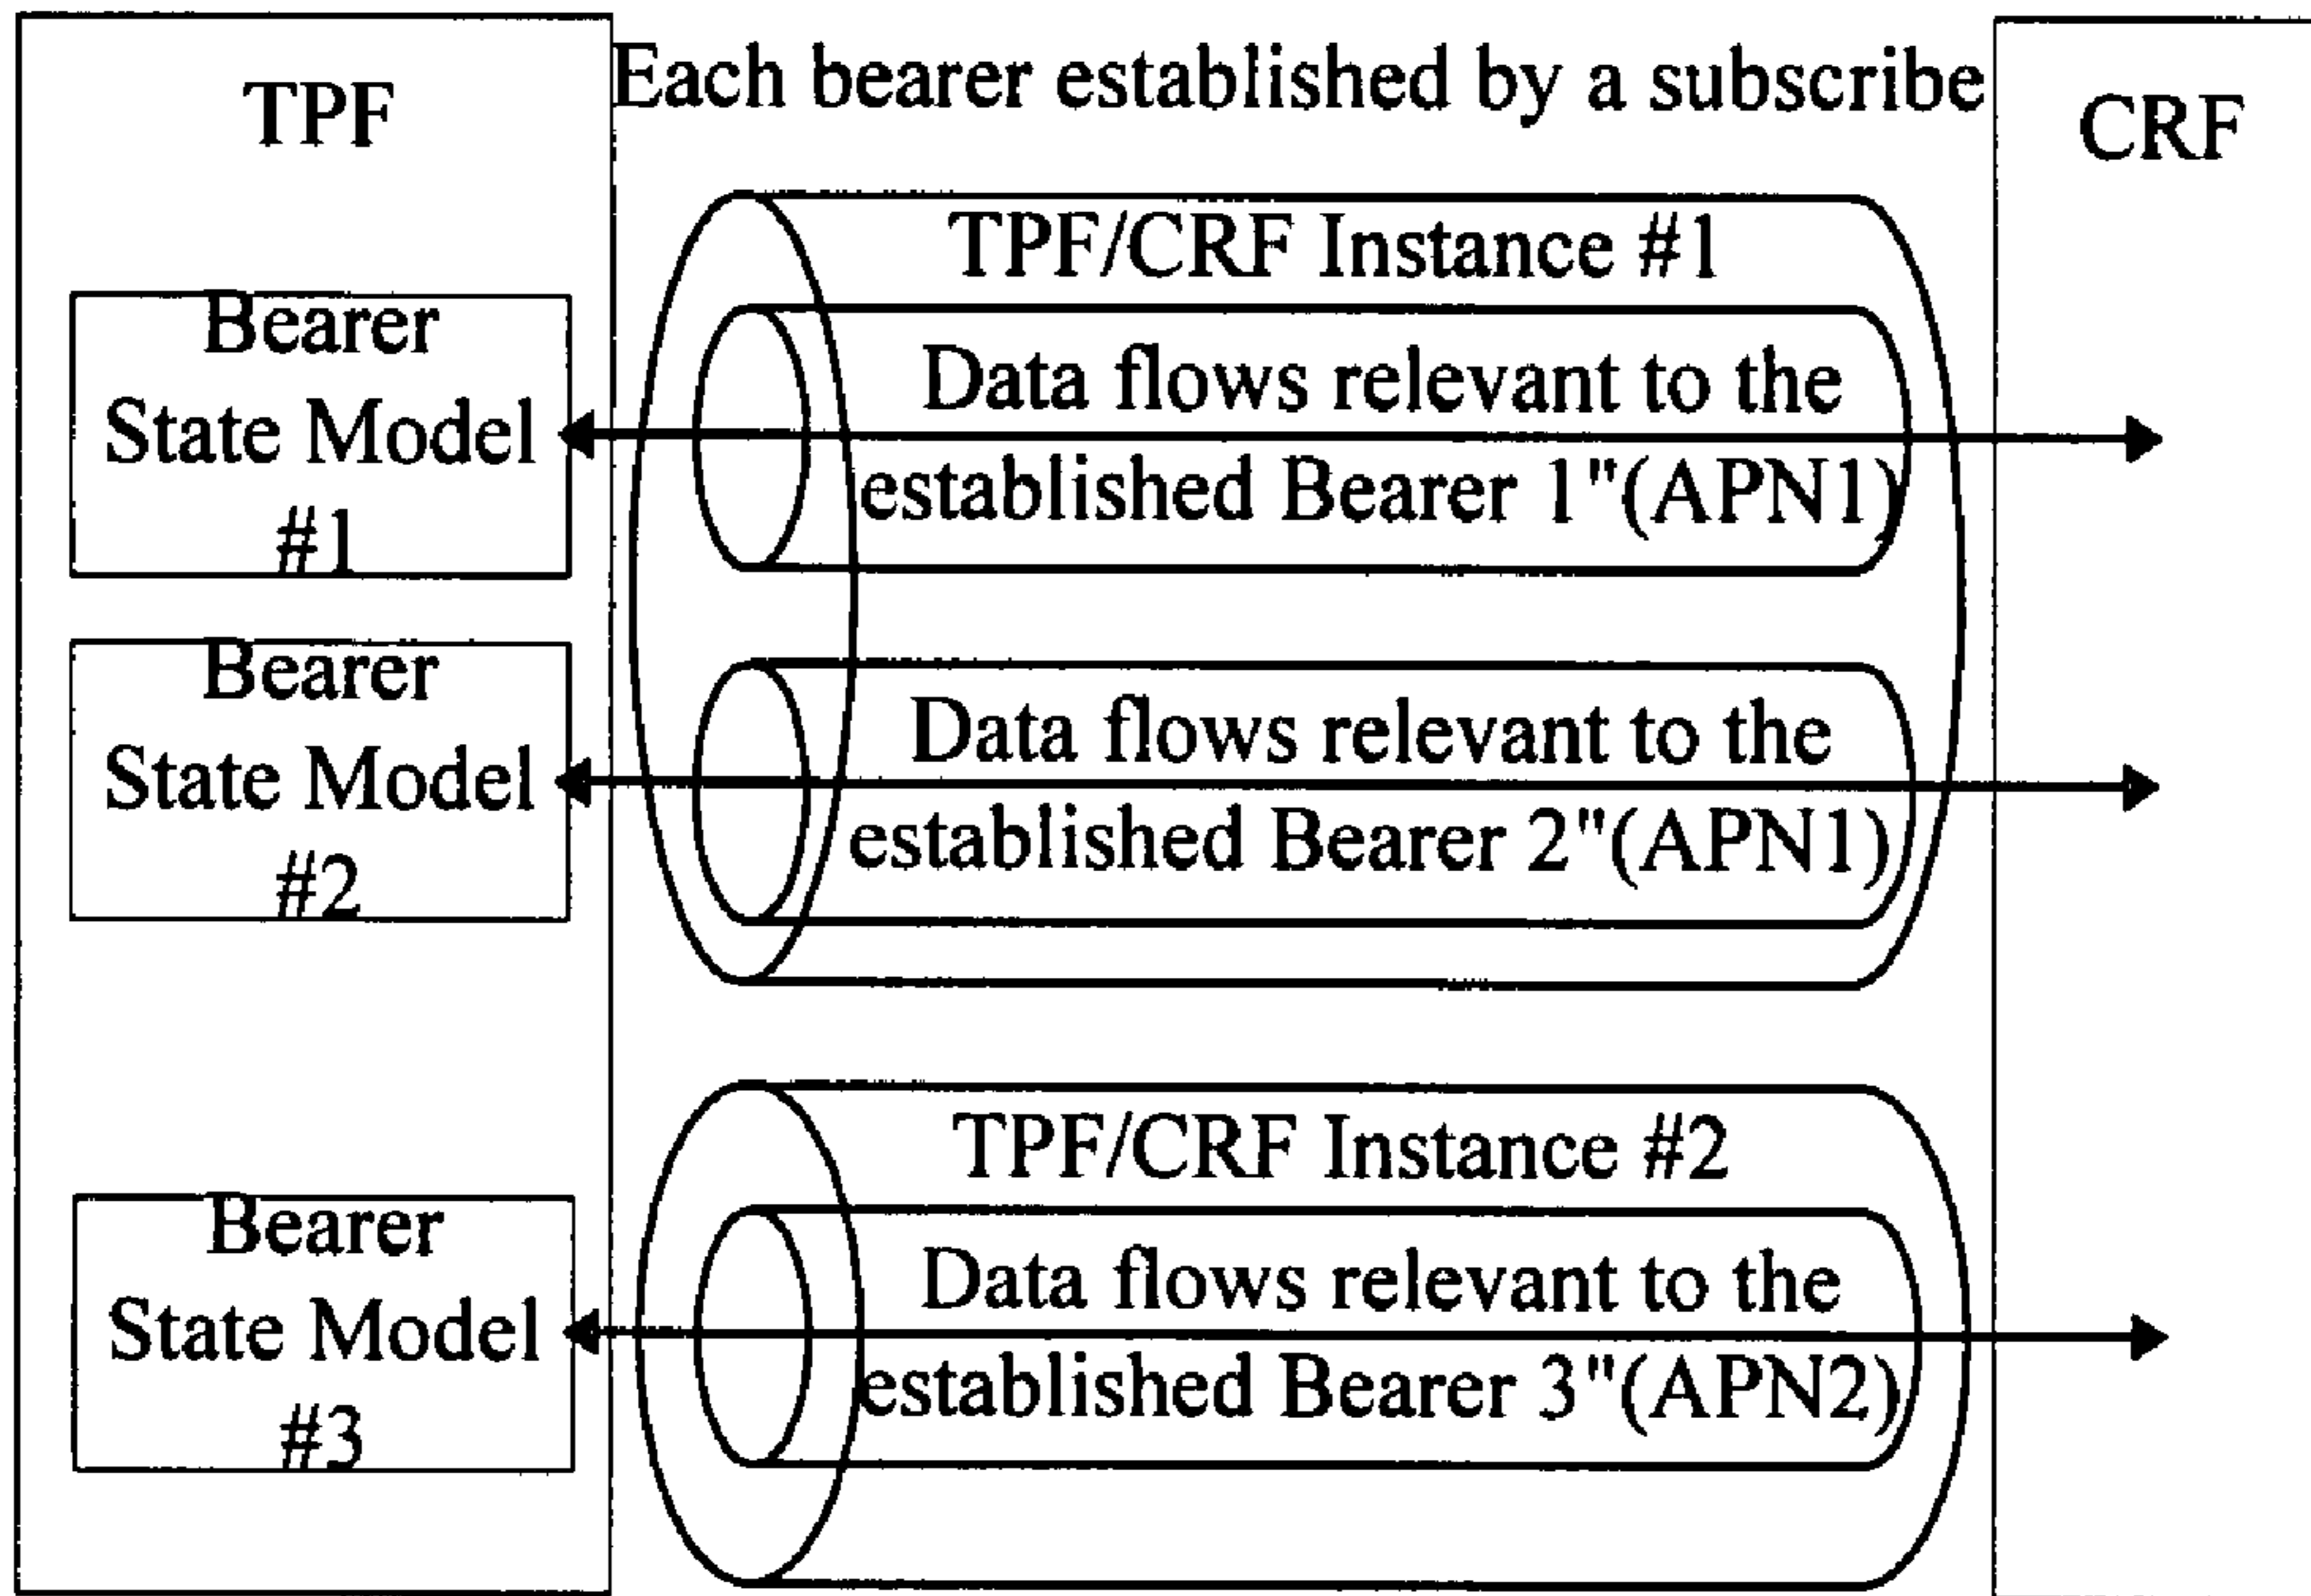 TPF
Each bearer established by a subscribe
CRF
TPF/CRF Instance #1
Bearer
State Model
#1
Data flows relevant to the
established Bearer 1"(APN1)
Bearer
State Model
#2
Data flows relevant to the
established Bearer 2"(APN1)
TPF/CRF Instance #2
Bearer
State Model
#3
Data flows relevant to the
established Bearer 3"(APN2)